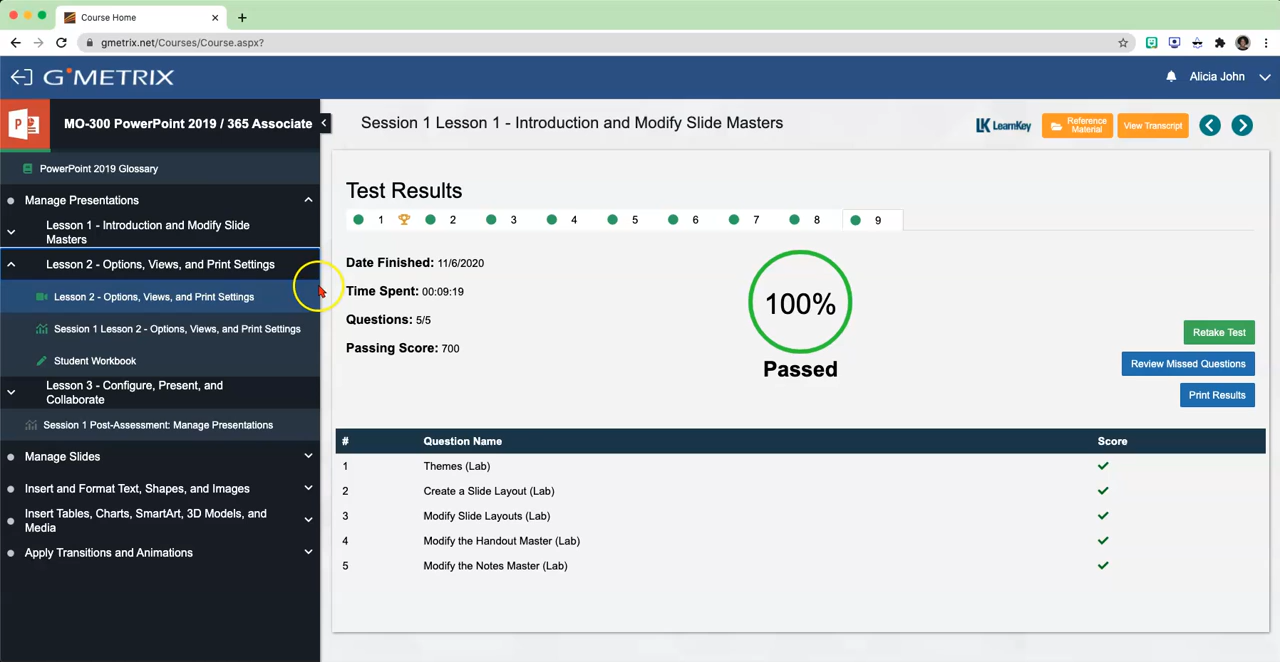 Course Home
gmetrix.net/Courses/Course.aspx?
G*METRIX
Alicia John
MO-300 PowerPoint 2019 / 365 Associate
PowerPoint 2019 Glossary
Manage Presentations
Lesson 1 - Introduction and Modify Slide
Masters
Lesson 2 - Options, Views, and Print Settings
Lesson 2 - Options, Views, and Print Settings
Session 1 Lesson 2 - Options, Views, and Print Settings
Student Workbook
Lesson 3 - Configure, Present, and
Collaborate
Session 1 Post-Assessment: Manage Presentations
Manage Slides
Insert and Format Text, Shapes, and Images
Insert Tables, Charts, SmartArt, 3D Models, and
Media
Apply Transitions and Animations
Session 1 Lesson 1 - Introduction and Modify Slide Masters
LK LearnKey
Reference
Material
View Transcript
Test Results
1 2 3 4 5 6 7 8 9
Date Finished: 11/6/2020
Time Spent: 00:09:19
Questions: 5/5
Passing Score: 700
100%
Passed
Retake Test
Review Missed Questions
Print Results
# Question Name Score
1 Themes (Lab)
2 Create a Slide Layout (Lab)
3 Modify Slide Layouts (Lab)
4 Modify the Handout Master (Lab)
5 Modify the Notes Master (Lab)